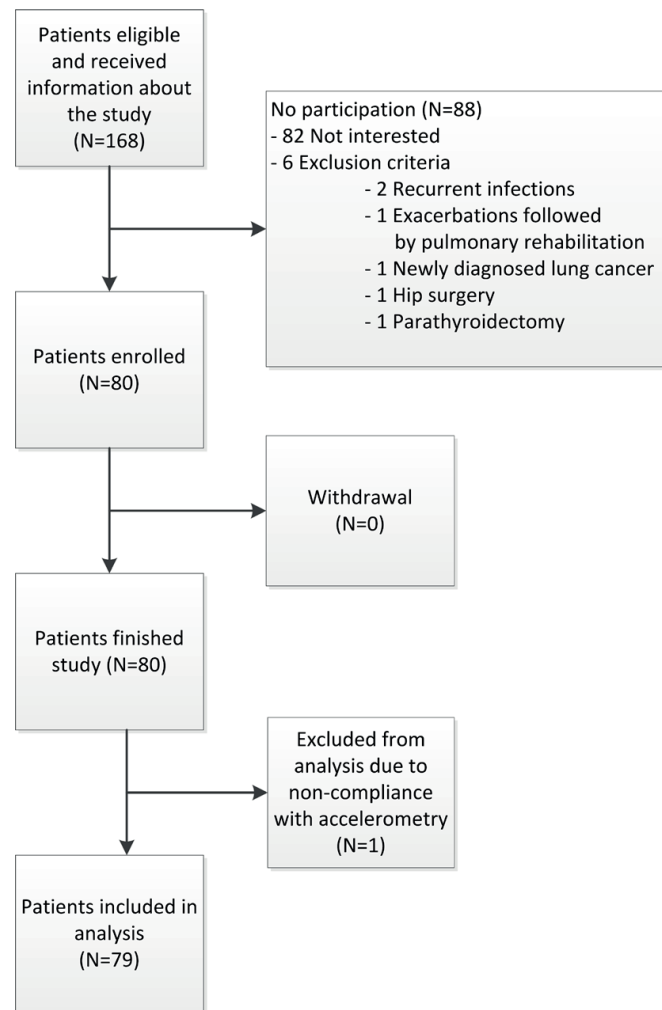 Patients eligible
and received
information about
the study
(N=168)
No participation (N=88)
- 82 Not interested
- 6 Exclusion criteria
- 2 Recurrent infections
- 1 Exacerbations followed
by pulmonary rehabilitation
- 1 Newly diagnosed lung cancer
- 1 Hip surgery
- 1 Parathyroidectomy
Patients enrolled
(N=80)
Withdrawal
(N=0)
Patients finished
study (N=80)
Excluded from
analysis due to
non-compliance
with accelerometry
(N=1)
Patients included in
analysis
(N=79)